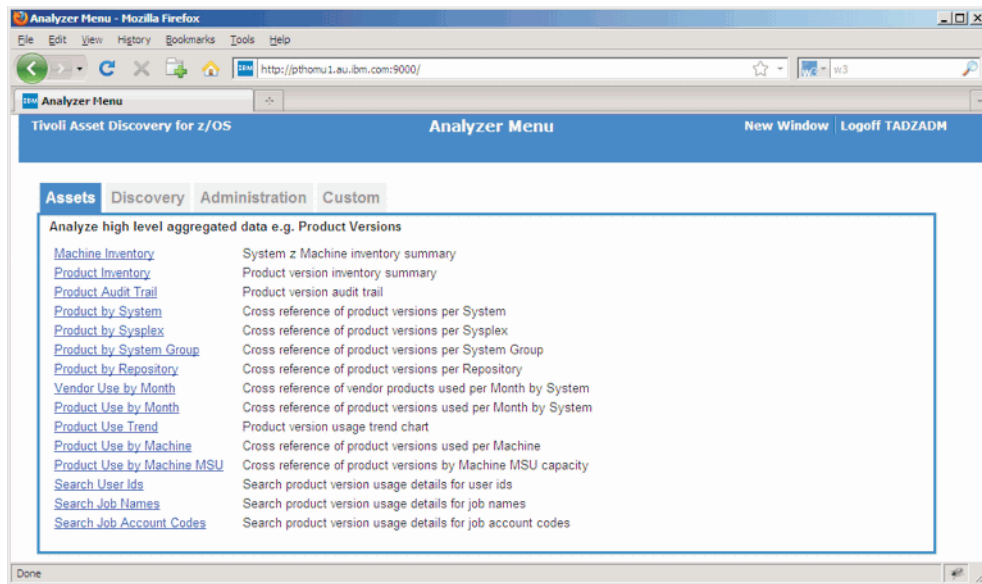 Analyzer Menu - Mozilla Firefox
File Edit View History Bookmarks Tools Help
IBM http://pthomu1.au.ibm.com:9000/ w3
IBM Analyzer Menu
Tivoli Asset Discovery for z/OS Analyzer Menu New Window Logoff TADZADM
Assets Discovery Administration Custom
Analyze high level aggregated data e.g. Product Versions
Machine Inventory System z Machine inventory summary
Product Inventory Product version inventory summary
Product Audit Trail Product version audit trail
Product by System Cross reference of product versions per System
Product by Sysplex Cross reference of product versions per Sysplex
Product by System Group Cross reference of product versions per System Group
Product by Repository Cross reference of product versions per Repository
Vendor Use by Month Cross reference of vendor products used per Month by System
Product Use by Month Cross reference of product versions used per Month by System
Product Use Trend Product version usage trend chart
Product Use by Machine Cross reference of product versions used per Machine
Product Use by Machine MSU Cross reference of product versions by Machine MSU capacity
Search User Ids Search product version usage details for user ids
Search Job Names Search product version usage details for job names
Search Job Account Codes Search product version usage details for job account codes
Done